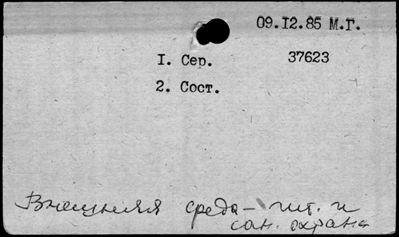 09.12.85 М.Г.
1. Сер. 37623
2. Сост.
Внешняя среда – гиг. и
сан. охрана